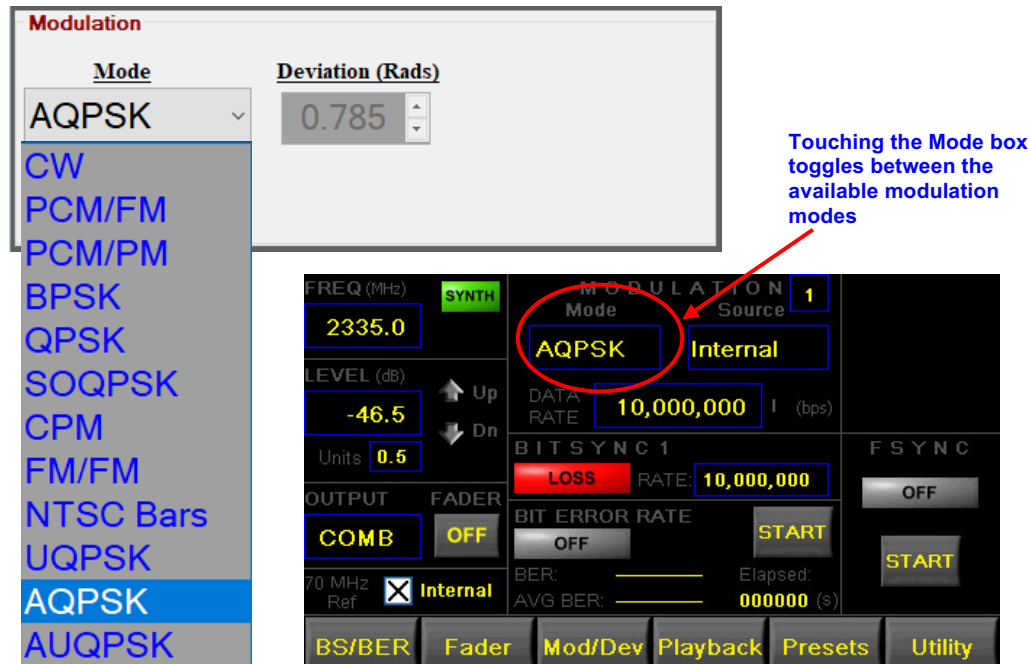 Modulation
Mode Deviation (Rads)
AQPSK 0.785
CW
PCM/FM
PCM/PM
BPSK
QPSK
SOQPSK
CPM
FM/FM
NTSC Bars
UQPSK
AQPSK
AUQPSK
Touching the Mode box
toggles between the
available modulation
modes
FREQ (MHz) SYNTH
2335.0
LEVEL (dB)
-46.5
Up
Dn
Units 0.5
OUTPUT FADER
COMB OFF
70 MHz
Ref Internal
MODULATION 1
Mode Source
AQPSK Internal
DATA
RATE 10,000,000 I (bps)
BITSYNC 1
LOSS RATE: 10,000,000
BIT ERROR RATE
OFF START
BER: Elapsed:
AVG BER: 000000 (s)
FSYNC
OFF
START
BS/BER Fader Mod/Dev Playback Presets Utility